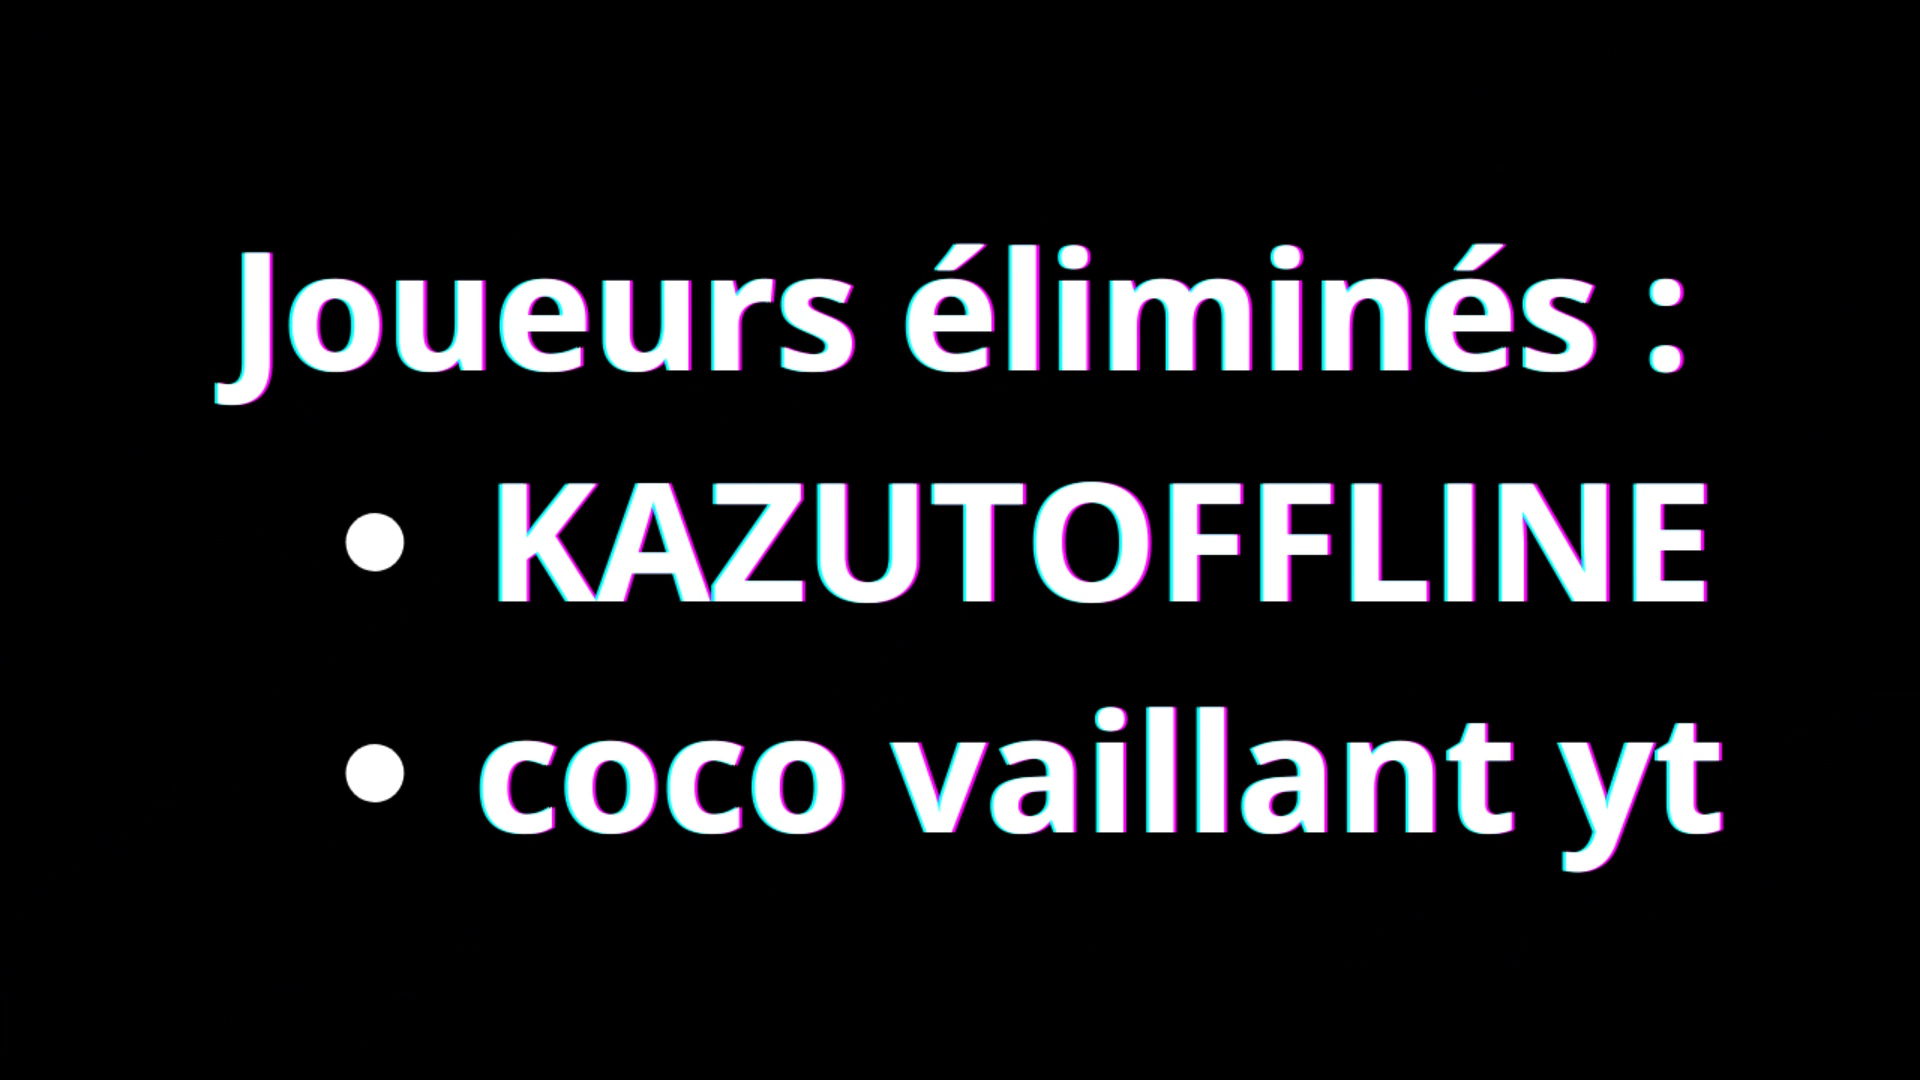 Joueurs éliminés :
• KAZUTOFFLINE
• coco vaillant yt